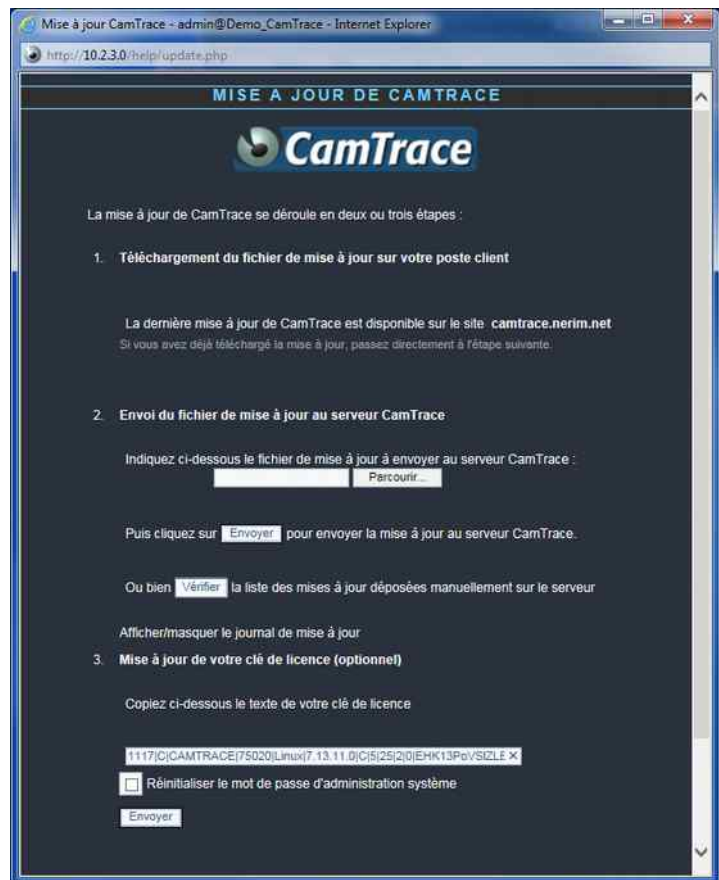 Mise à jour CamTrace - admin@Demo_CamTrace - Internet Explorer
http://10.2.3.0/help/update.php
MISE A JOUR DE CAMTRACE
CamTrace
La mise à jour de CamTrace se déroule en deux ou trois étapes :
1. Téléchargement du fichier de mise à jour sur votre poste client
La dernière mise à jour de CamTrace est disponible sur le site camtrace.nerim.net
Si vous avez déjà téléchargé la mise à jour, passez directement à l'étape suivante.
2. Envoi du fichier de mise à jour au serveur CamTrace
Indiquez ci-dessous le fichier de mise à jour à envoyer au serveur CamTrace :
Parcourir...
Puis cliquez sur Envoyer pour envoyer la mise à jour au serveur CamTrace.
Ou bien Vérifier la liste des mises à jour déposées manuellement sur le serveur
Afficher/masquer le journal de mise à jour
3. Mise à jour de votre clé de licence (optionnel)
Copiez ci-dessous le texte de votre clé de licence
1117|C|CAMTRACE|75020|Linux|7.13.11.0|C|5|25|2|0|EHK13PoVSIZLE
Réinitialiser le mot de passe d'administration système
Envoyer